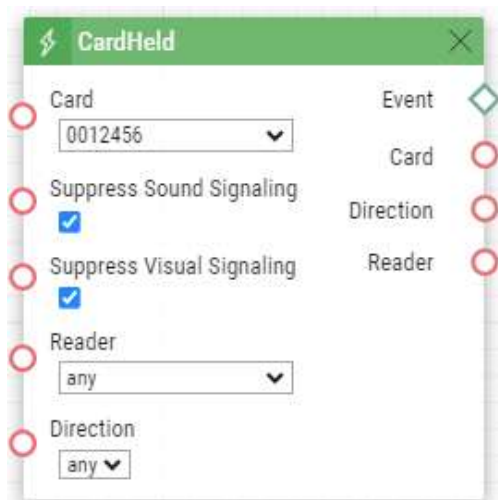 CardHeld
Card
0012456
Suppress Sound Signaling
Suppress Visual Signaling
Reader
any
Direction
any
Event
Card
Direction
Reader